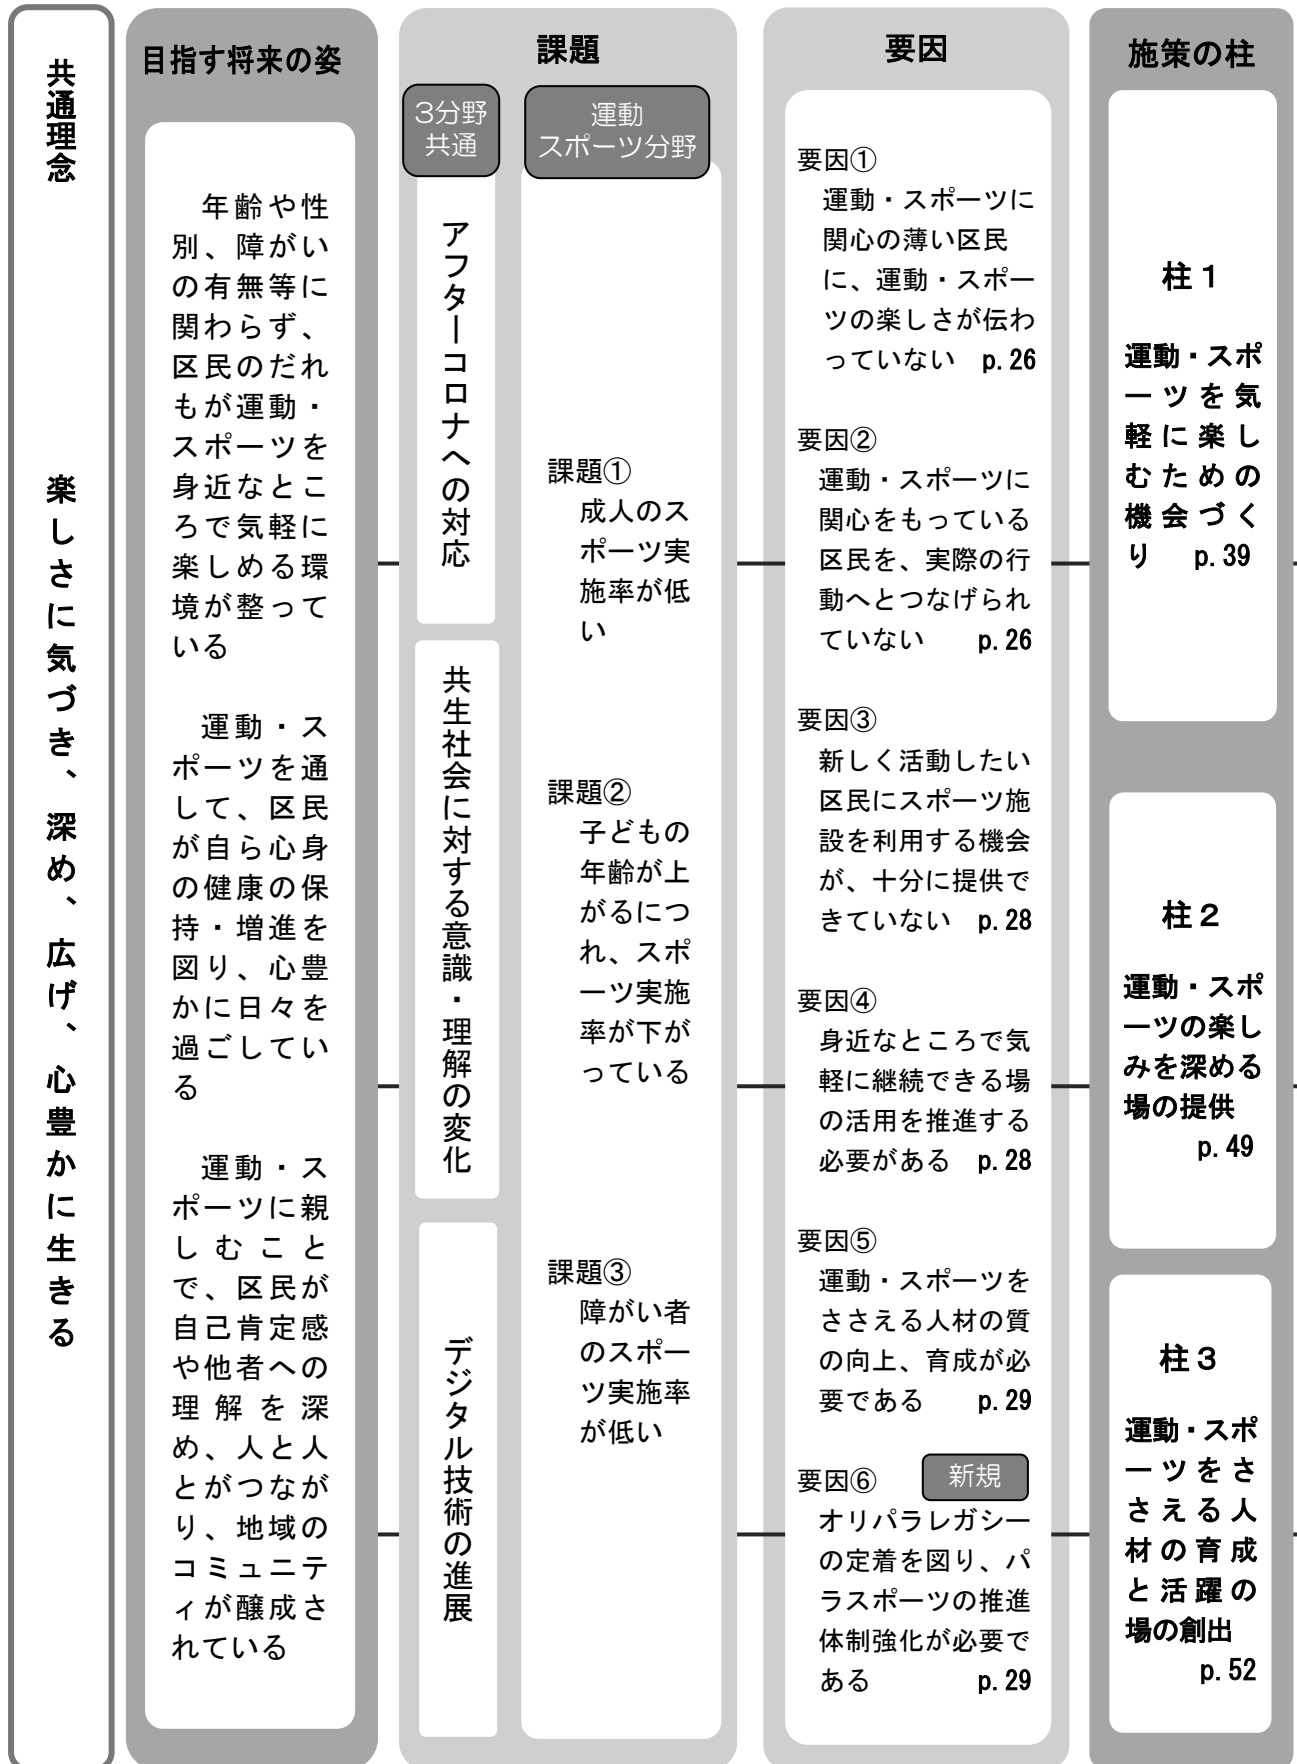 共通理念
楽しさに気づき、深め、広げ、心豊かに生きる
目指す将来の姿
年齢や性
別、障がい
の有無等に
関わらず、
区民のだれ
もが運動・
スポーツを
身近なとこ
ろで気軽に
楽しめる環
境が整って
いる
運動・ス
ポーツを通
して、区民
が自ら心身
の健康の保
持・増進を
図り、心豊
かに日々を
過ごしてい
る
運動・ス
ポーツに親
しむこと
で、区民が
自己肯定感
や他者への
理解を深
め、人と人
とがつなが
り、地域の
コミュニテ
ィが醸成さ
れている
課題
3分野
共通
アフターコロナへの対応
共生社会に対する意識・理解の変化
デジタル技術の進展
運動
スポーツ分野
課題①
成人のス
ポーツ実
施率が低
い
課題②
子どもの
年齢が上
がるにつ
れ、スポ
ーツ実施
率が下が
っている
課題③
障がい者
のスポー
ツ実施率
が低い
要因
要因①
運動・スポーツに
関心の薄い区民
に、運動・スポー
ツの楽しさが伝わ
っていない p.26
要因②
運動・スポーツに
関心をもっている
区民を、実際の行
動へとつなげられ
ていない p.26
要因③
新しく活動したい
区民にスポーツ施
設を利用する機会
が、十分に提供で
きていない p.28
要因④
身近なところで気
軽に継続できる場
の活用を推進する
必要がある p.28
要因⑤
運動・スポーツを
ささえる人材の質
の向上、育成が必
要である p.29
要因⑥ 新規
オリパラレガシー
の定着を図り、パ
ラスポーツの推進
体制強化が必要で
ある p.29
施策の柱
柱1
運動・スポ
ーツを気
軽に楽し
むための
機会づく
り p.39
柱2
運動・スポ
ーツの楽し
みを深める
場の提供
p.49
柱3
運動・スポ
ーツをさ
さえる人
材の育成
と活躍の
場の創出
p.52